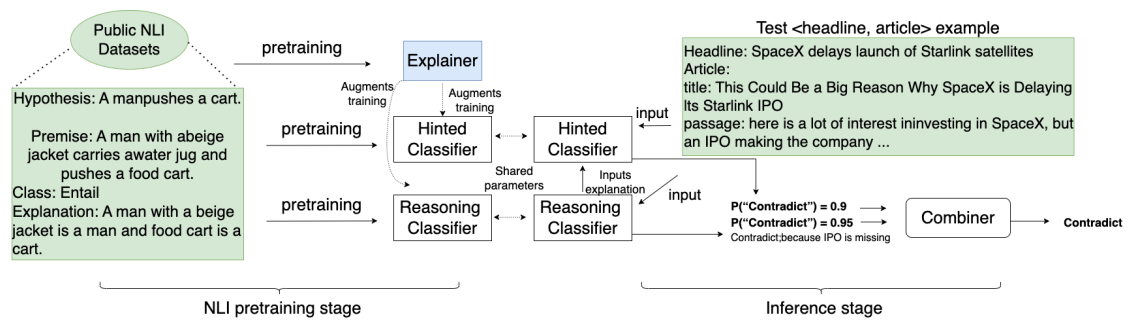 Public NLI
Datasets
Hypothesis: A manpushes a cart.
Premise: A man with abeige
jacket carries awater jug and
pushes a food cart.
Class: Entail
Explanation: A man with a beige
jacket is a man and food cart is a
cart.
pretraining
pretraining
pretraining
Explainer
Augments
training
Augments
training
Hinted
Classifier
Hinted
Classifier
Shared
parameters
Inputs
explanation
Reasoning
Classifier
Reasoning
Classifier
input
input
Test <headline, article> example
Headline: SpaceX delays launch of Starlink satellites
Article:
title: This Could Be a Big Reason Why SpaceX is Delaying
Its Starlink IPO
passage: here is a lot of interest ininvesting in SpaceX, but
an IPO making the company ...
P("Contradict") = 0.9
P("Contradict") = 0.95
Contradict;because IPO is missing
Combiner
Contradict
NLI pretraining stage
Inference stage